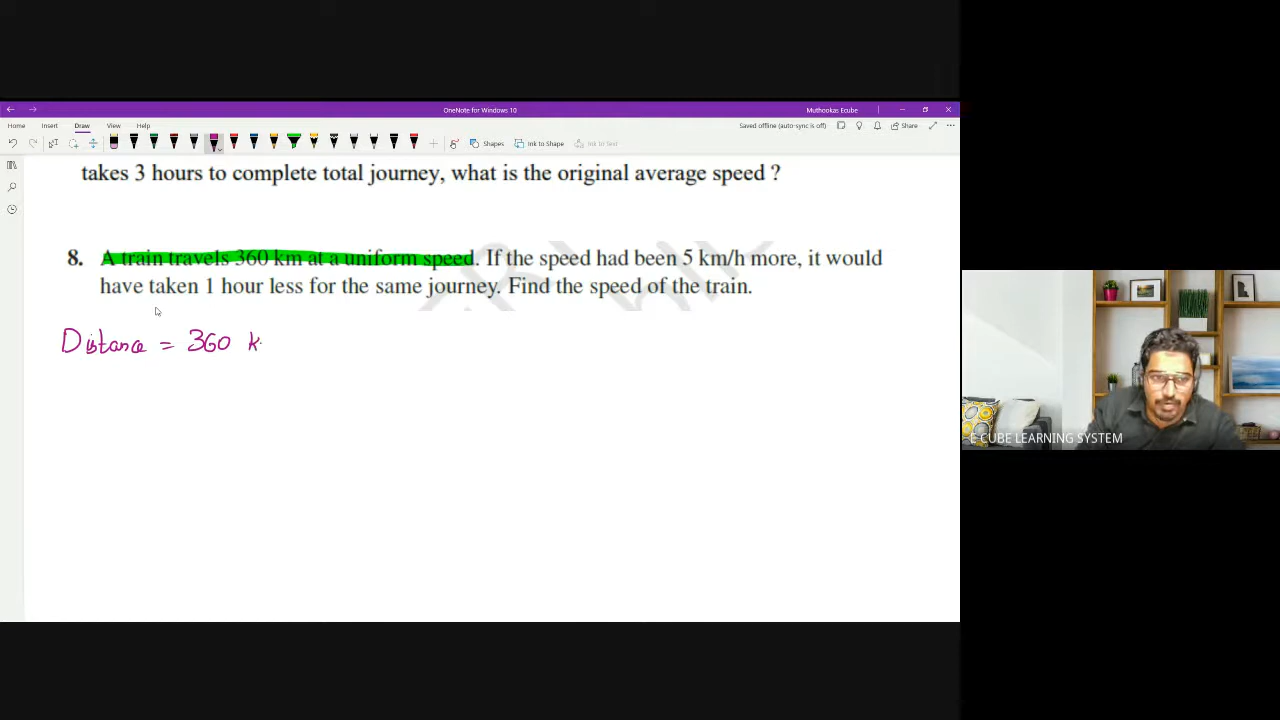 OneNote for Windows 10
Muthookas Ecube
Home Insert Draw View Help
Saved offline (auto-sync is off)
Share
Ink to Shape
Shapes
Ink to Text
takes 3 hours to complete total journey, what is the original average speed ?
8. A train travels 360 km at a uniform speed. If the speed had been 5 km/h more, it would
have taken 1 hour less for the same journey. Find the speed of the train.
Distance = 360 k
E CUBE LEARNING SYSTEM